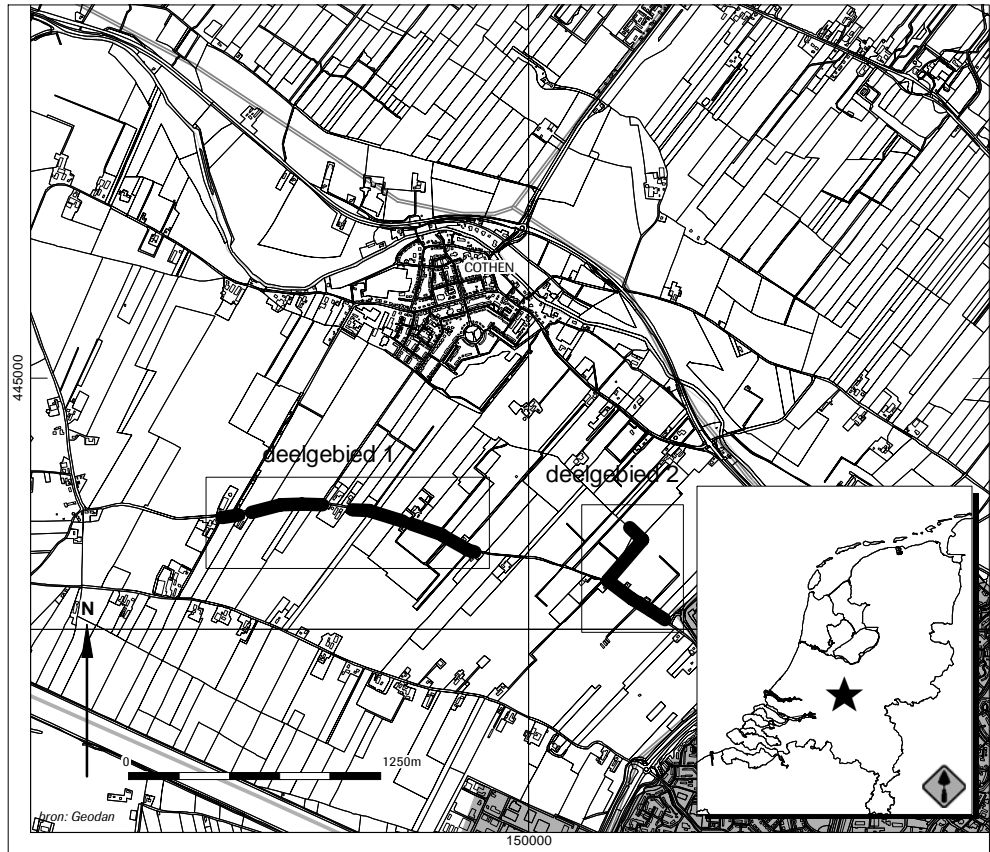 COTHEN
445000
deelgebied 1
deelgebied 2
N
0
1250m
bron: Geodan
150000